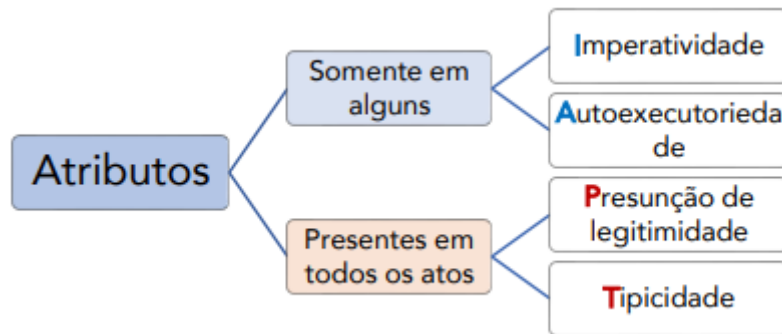 Atributos
Somente em
alguns
Imperatividade
Autoexecutorieda
de
Presentes em
todos os atos
Presunção de
legitimidade
Tipicidade